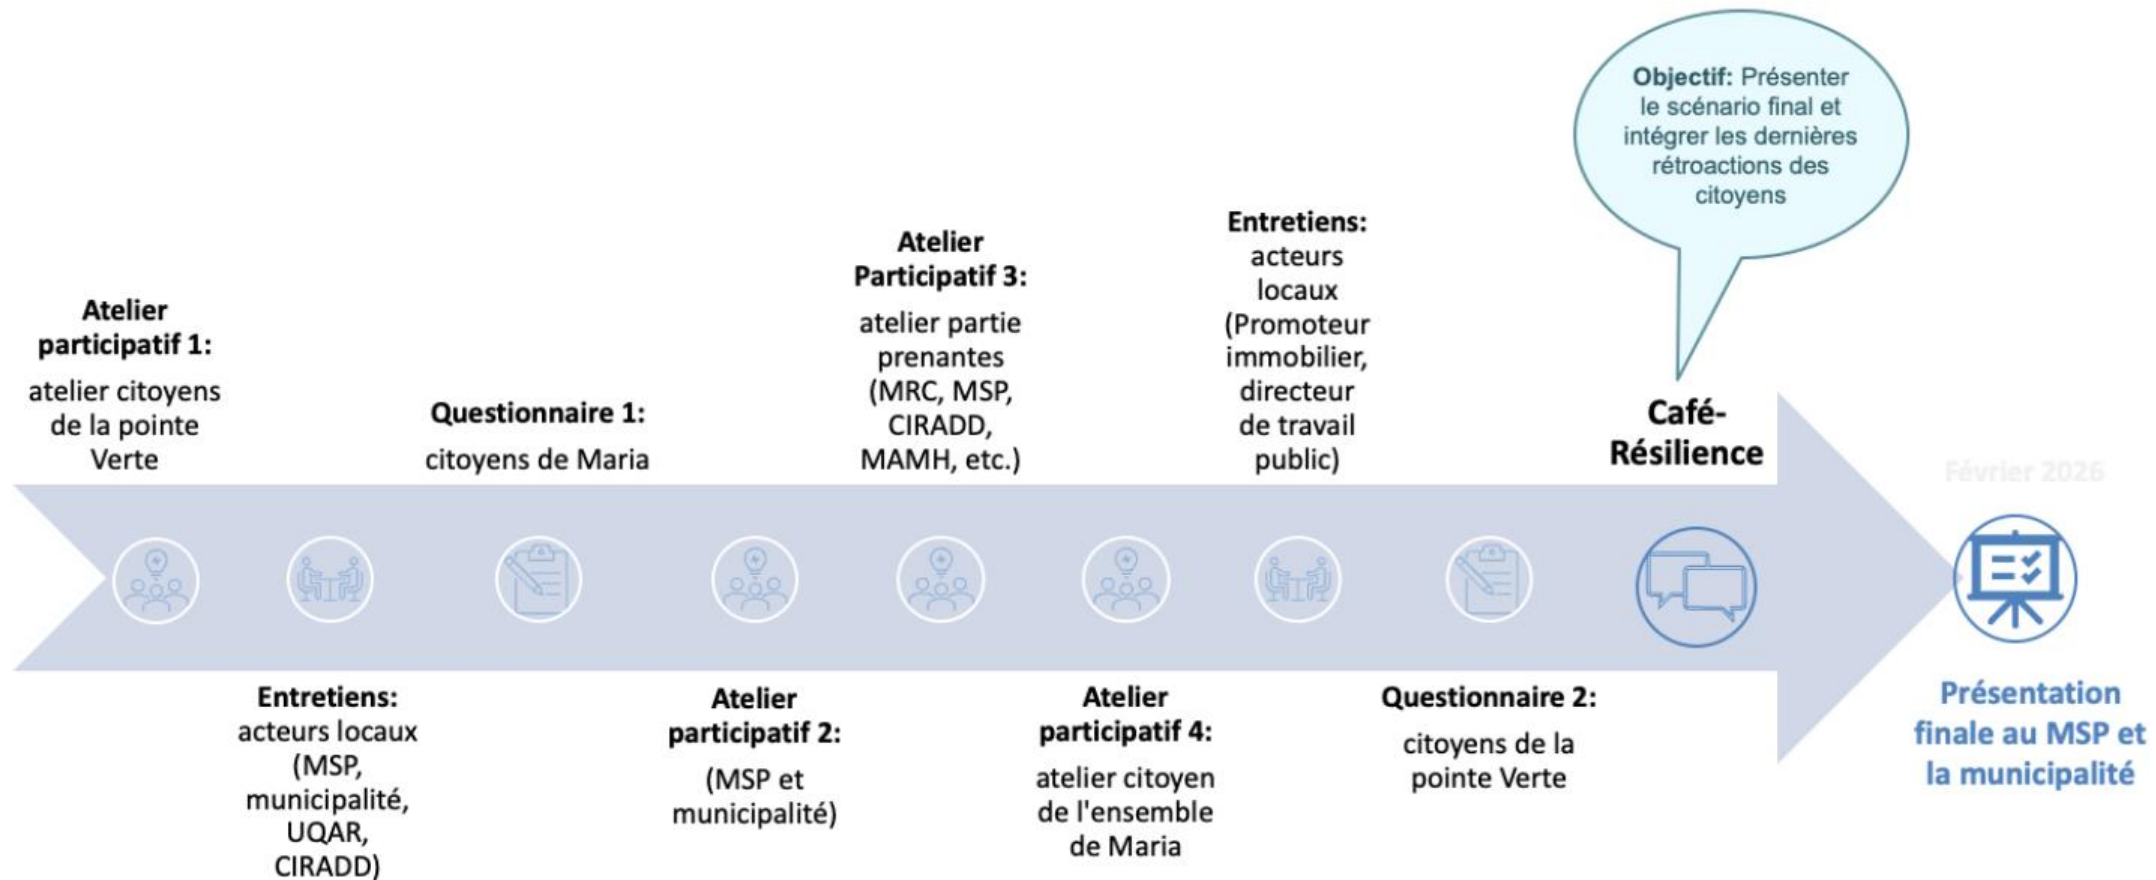 Atelier
participatif 1:
atelier citoyens
de la pointe
Verte
Entretiens:
acteurs locaux
(MSP,
municipalité,
UQAR,
CIRADD)
Questionnaire 1:
citoyens de Maria
Atelier
participatif 2:
(MSP et
municipalité)
Atelier
Participatif 3:
atelier partie
prenantes
(MRC, MSP,
CIRADD,
MAMH, etc.)
Atelier
participatif 4:
atelier citoyen
de l'ensemble
de Maria
Entretiens:
acteurs
locaux
(Promoteur
immobilier,
directeur
de travail
public)
Questionnaire 2:
citoyens de la
pointe Verte
Objectif: Présenter
le scénario final et
intégrer les dernières
rétroactions des
citoyens
Café-
Résilience
Février 2026
Présentation
finale au MSP et
la municipalité